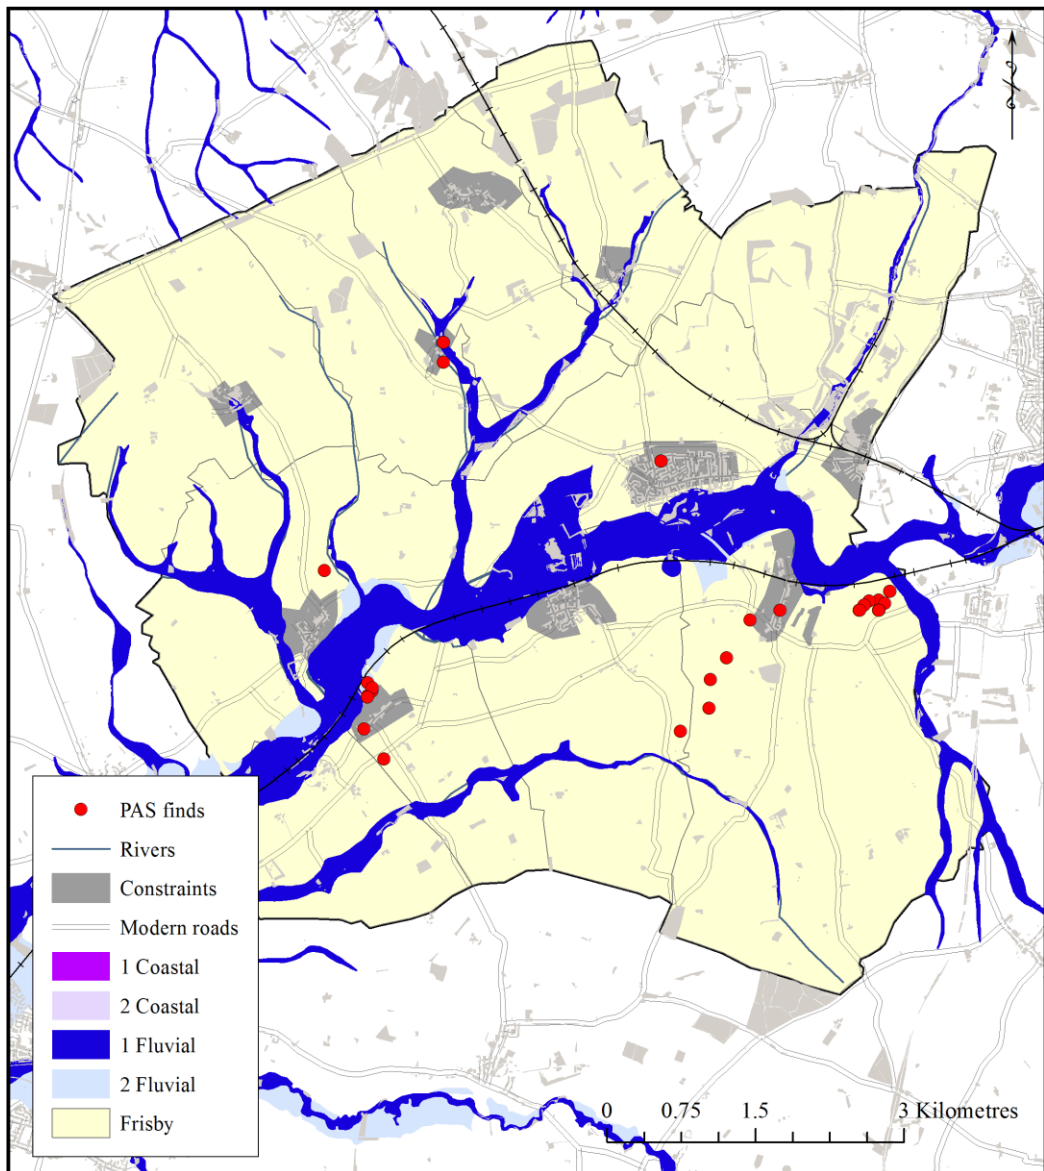 PAS finds
Rivers
Constraints
Modern roads
1 Coastal
2 Coastal
1 Fluvial
2 Fluvial
Frisby
0 0.75 1.5 3 Kilometres